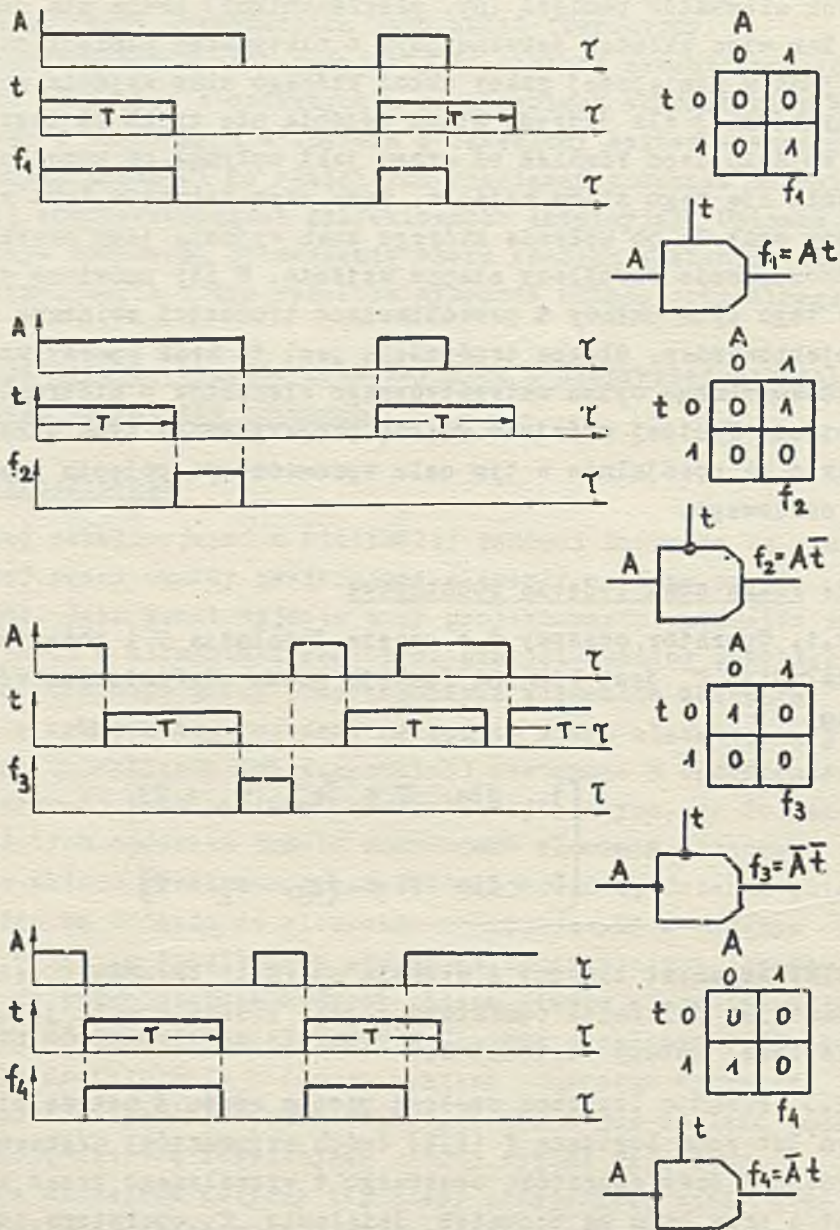 A
τ
A
0 1
t
T
T
τ
t 0 0 0
1 0 1
f₁
τ
f₁
t
A
f₁ = At
A
τ
A
0 1
t
T
T
τ
t 0 0 1
1 0 0
f₂
τ
f₂
t
A
f₂ = At̅
A
τ
A
0 1
t
T
T
T
τ
t 0 1 0
1 0 0
f₃
τ
f₃
t
A
f₃ = A̅ t̅
A
τ
A
0 1
t
T
T
τ
t 0 0 0
1 1 0
f₄
τ
f₄
t
A
f₄ = A̅ t